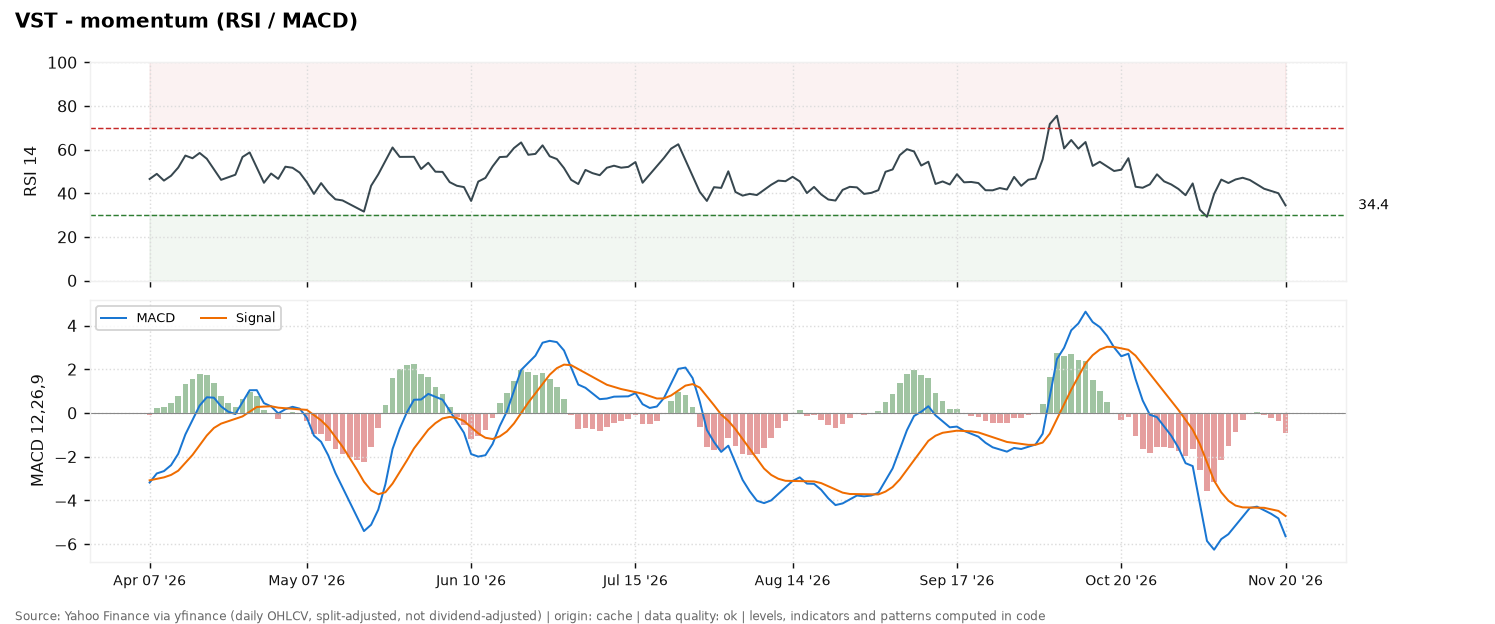 VST - momentum (RSI / MACD)
100
80
60
40
20
0
RSI 14
34.4
MACD
Signal
4
2
0
−2
−4
−6
MACD 12,26,9
Apr 07 '26
May 07 '26
Jun 10 '26
Jul 15 '26
Aug 14 '26
Sep 17 '26
Oct 20 '26
Nov 20 '26
Source: Yahoo Finance via yfinance (daily OHLCV, split-adjusted, not dividend-adjusted) | origin: cache | data quality: ok | levels, indicators and patterns computed in code